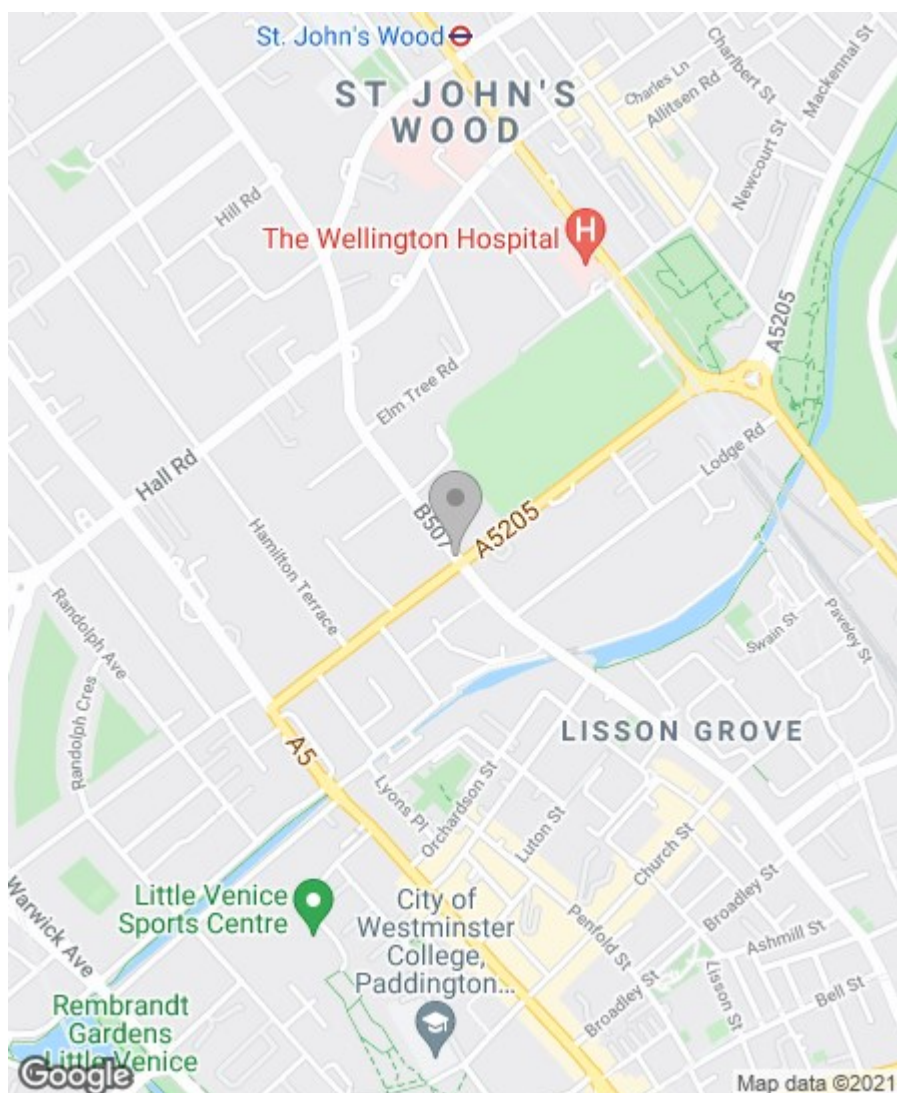 St. John's Wood
ST JOHN'S
WOOD
Charlbert St
Mackennal St
Charles Ln
Allitsen Rd
Newcourt St
Hill Rd
The Wellington Hospital
H
A5205
Elm Tree Rd
Hall Rd
Lodge Rd
B507
A5205
Hamilton Terrace
Randolph Ave
Swain St
Paveley St
Randolph Cres
LISSON GROVE
A5
Lyons Pl
Orchardson St
Luton St
Church St
Warwick Ave
Little Venice
Sports Centre
City of
Westminster
College,
Paddington...
Penfold St
Broadley St
Ashmill St
Lisson St
Broadley St
Bell St
Rembrandt
Gardens
Little Venice
Google
Map data ©2021